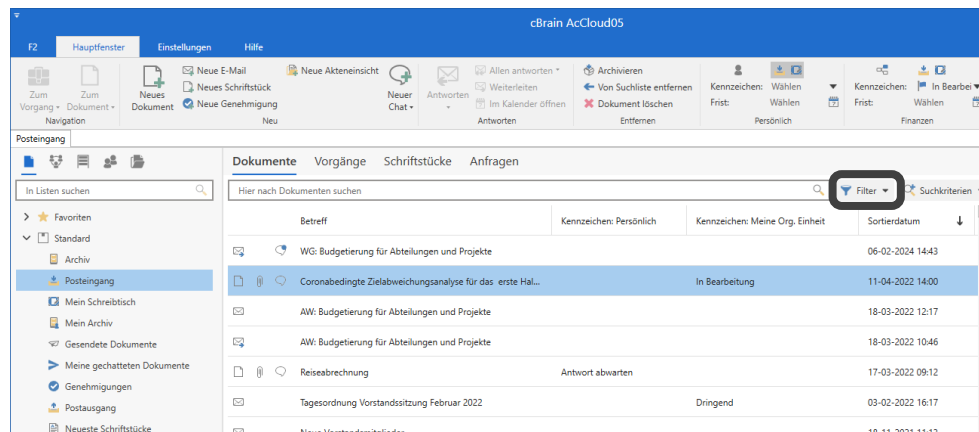 cBrain AcCloud05
F2 Hauptfenster Einstellungen Hilfe
Neue E-Mail Neue Akteneinsicht Allen antworten Archivieren
Neues Schriftstück Weiterleiten Von Suchliste entfernen Kennzeichen: Wählen Kennzeichen: In Bearbei
Zum Zum Neues Neue Genehmigung Neuer Antworten Im Kalender öffnen Dokument löschen Frist: Wählen Frist: Wählen
Vorgang Dokument Dokument Chat
Navigation Neu Antworten Entfernen Persönlich Finanzen
Posteingang
Dokumente Vorgänge Schriftstücke Anfragen
In Listen suchen Hier nach Dokumenten suchen Filter Suchkriterien
Favoriten Betreff Kennzeichen: Persönlich Kennzeichen: Meine Org. Einheit Sortierdatum
Standard
Archiv WG: Budgetierung für Abteilungen und Projekte 06-02-2024 14:43
Posteingang Coronabedingte Zielabweichungsanalyse für das erste Hal... In Bearbeitung 11-04-2022 14:00
Mein Schreibtisch
Mein Archiv AW: Budgetierung für Abteilungen und Projekte 18-03-2022 12:17
Gesendete Dokumente AW: Budgetierung für Abteilungen und Projekte 18-03-2022 10:46
Meine gechatteten Dokumente Reiseabrechnung Antwort abwarten 17-03-2022 09:12
Genehmigungen
Postausgang Tagesordnung Vorstandssitzung Februar 2022 Dringend 03-02-2022 16:17
Neueste Schriftstücke Neue Vorstandsmitglieder 18-11-2021 11:13